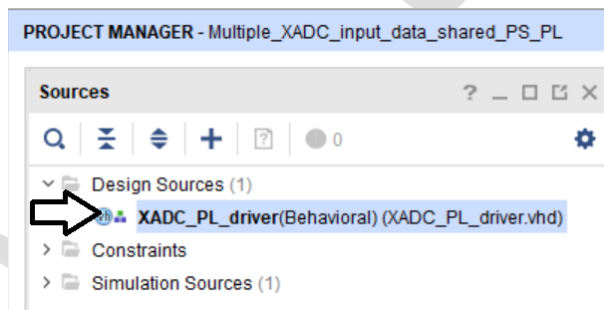 PROJECT MANAGER - Multiple_XADC_input_data_shared_PS_PL
Sources
? _
0
Design Sources (1)
XADC_PL_driver(Behavioral) (XADC_PL_driver.vhd)
Constraints
Simulation Sources (1)